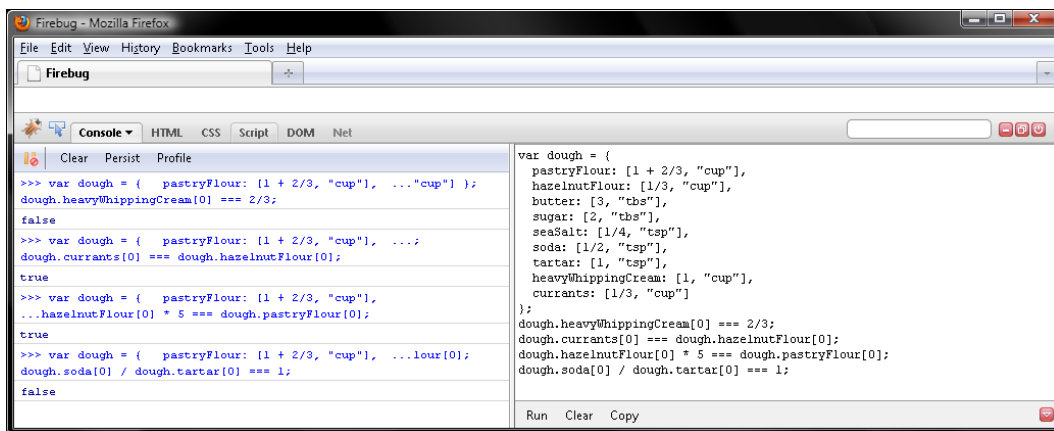 Firebug - Mozilla Firefox
File Edit View History Bookmarks Tools Help
Firebug
Console HTML CSS Script DOM Net
Clear Persist Profile
>>> var dough = {   pastryFlour: [1 + 2/3, "cup"],  ..."cup"] };
dough.heavyWhippingCream[0] === 2/3;
false
>>> var dough = {   pastryFlour: [1 + 2/3, "cup"],  ...;
dough.currants[0] === dough.hazelnutFlour[0];
true
>>> var dough = {   pastryFlour: [1 + 2/3, "cup"],
...hazelnutFlour[0] * 5 === dough.pastryFlour[0];
true
>>> var dough = {   pastryFlour: [1 + 2/3, "cup"],  ...lour[0];
dough.soda[0] / dough.tartar[0] === 1;
false
var dough = {
  pastryFlour: [1 + 2/3, "cup"],
  hazelnutFlour: [1/3, "cup"],
  butter: [3, "tbs"],
  sugar: [2, "tbs"],
  seaSalt: [1/4, "tsp"],
  soda: [1/2, "tsp"],
  tartar: [1, "tsp"],
  heavyWhippingCream: [1, "cup"],
  currants: [1/3, "cup"]
};
dough.heavyWhippingCream[0] === 2/3;
dough.currants[0] === dough.hazelnutFlour[0];
dough.hazelnutFlour[0] * 5 === dough.pastryFlour[0];
dough.soda[0] / dough.tartar[0] === 1;
Run Clear Copy